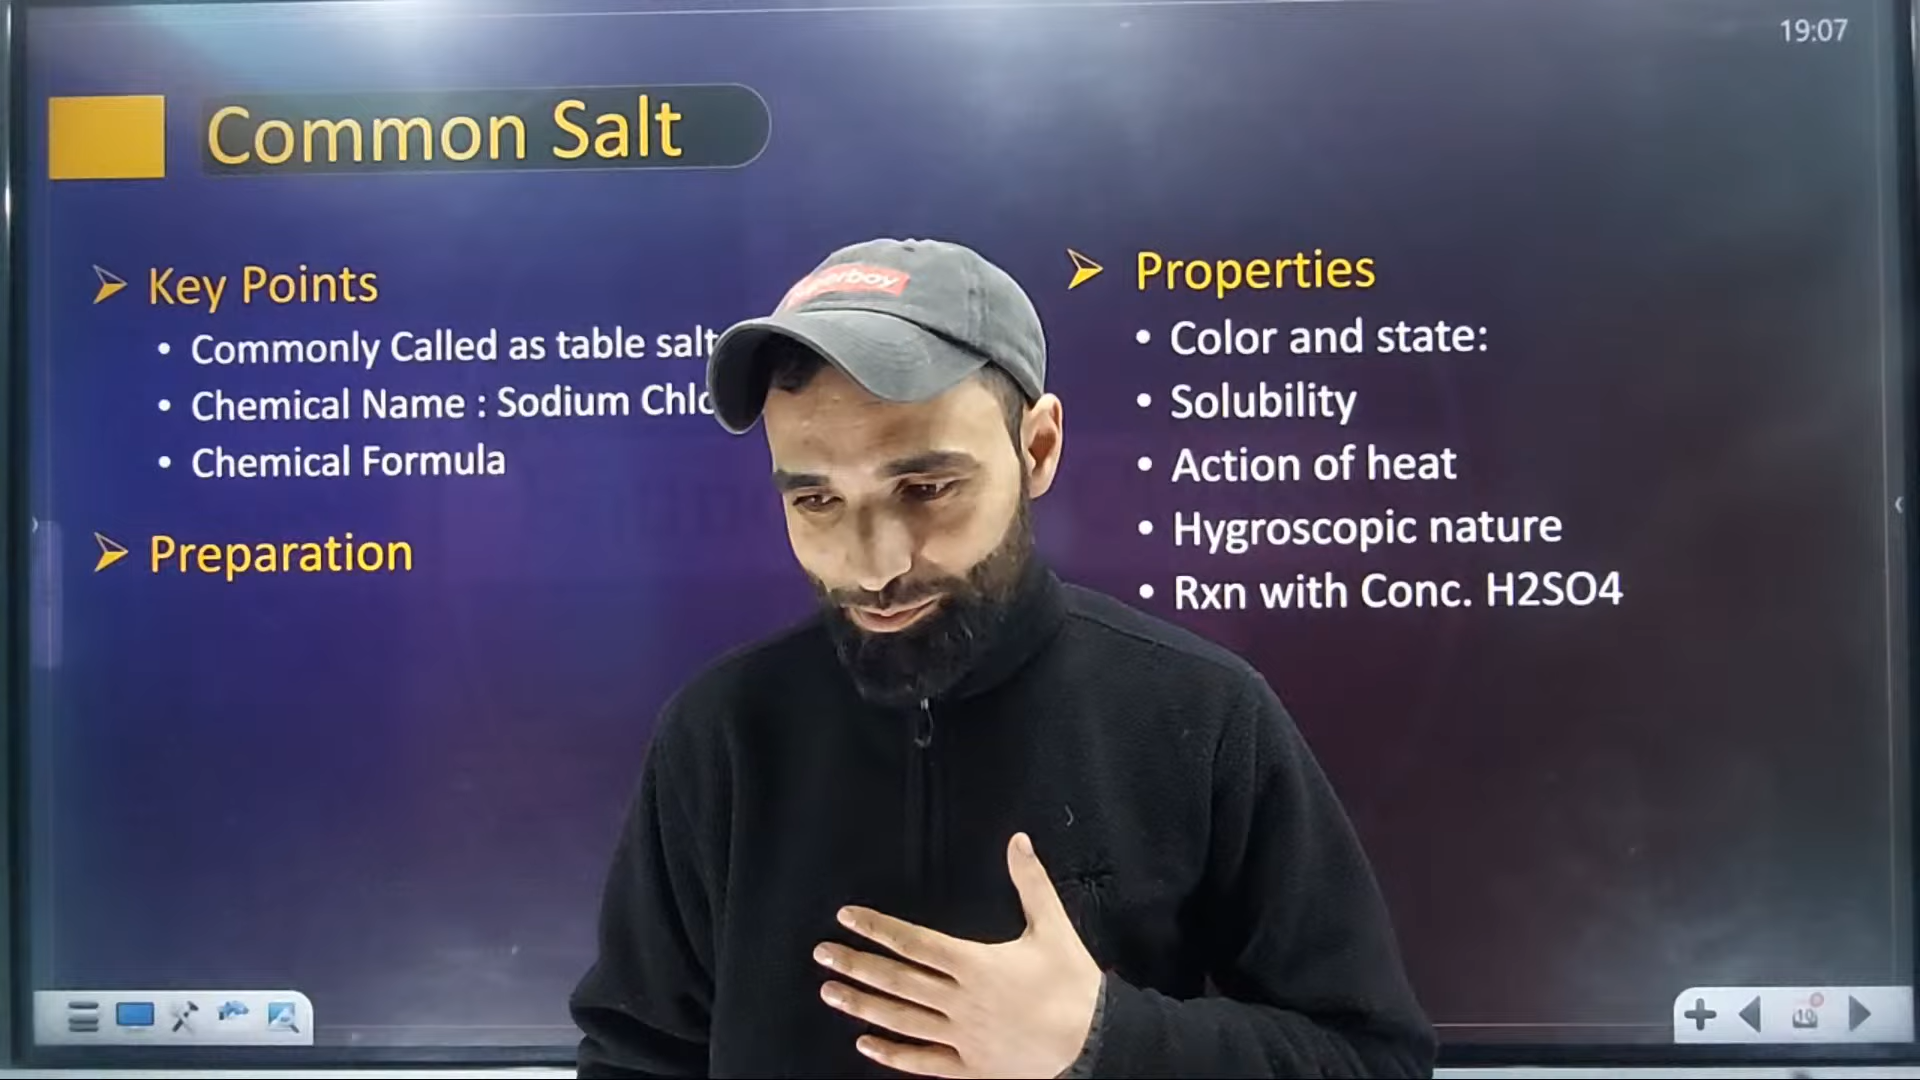 19:07
Common Salt
Key Points
• Commonly Called as table salt
• Chemical Name : Sodium
• Chemical Formula
Preparation
Properties
• Color and state:
• Solubility
• Action of heat
• Hygroscopic nature
• Rxn with Conc. H2SO4
10